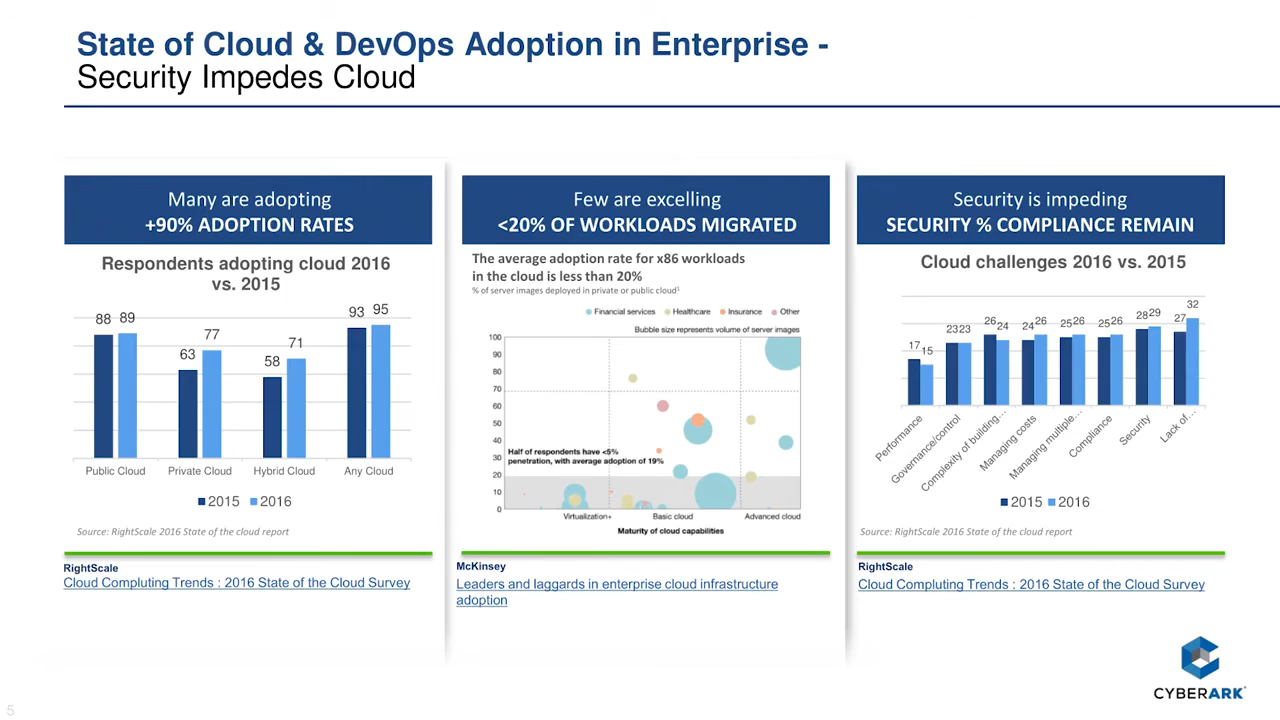 State of Cloud & DevOps Adoption in Enterprise -
Security Impedes Cloud
Many are adopting
+90% ADOPTION RATES
Respondents adopting cloud 2016
vs. 2015
88 89
63 77
58 71
93 95
Public Cloud Private Cloud Hybrid Cloud Any Cloud
2015 2016
Source: RightScale 2016 State of the cloud report
RightScale
Cloud Compluting Trends : 2016 State of the Cloud Survey
Few are excelling
<20% OF WORKLOADS MIGRATED
The average adoption rate for x86 workloads
in the cloud is less than 20%
% of server images deployed in private or public cloud¹
Financial services Healthcare Insurance Other
Bubble size represents volume of server images
100
90
80
70
60
50
40
30
20
10
0
Half of respondents have <5%
penetration, with average adoption of 19%
Virtualization+ Basic cloud Advanced cloud
Maturity of cloud capabilities
McKinsey
Leaders and laggards in enterprise cloud infrastructure
adoption
Security is impeding
SECURITY % COMPLIANCE REMAIN
Cloud challenges 2016 vs. 2015
17 15
23 23
26 24
24 26
25 26
25 26
28 29
27 32
Performance
Governance/control
Complexity of building…
Managing costs
Managing multiple…
Compliance
Security
Lack of…
2015 2016
Source: RightScale 2016 State of the cloud report
RightScale
Cloud Compluting Trends : 2016 State of the Cloud Survey
CYBERARK
5